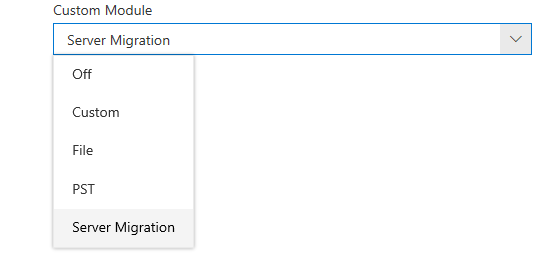 Custom Module
Server Migration
Off
Custom
File
PST
Server Migration